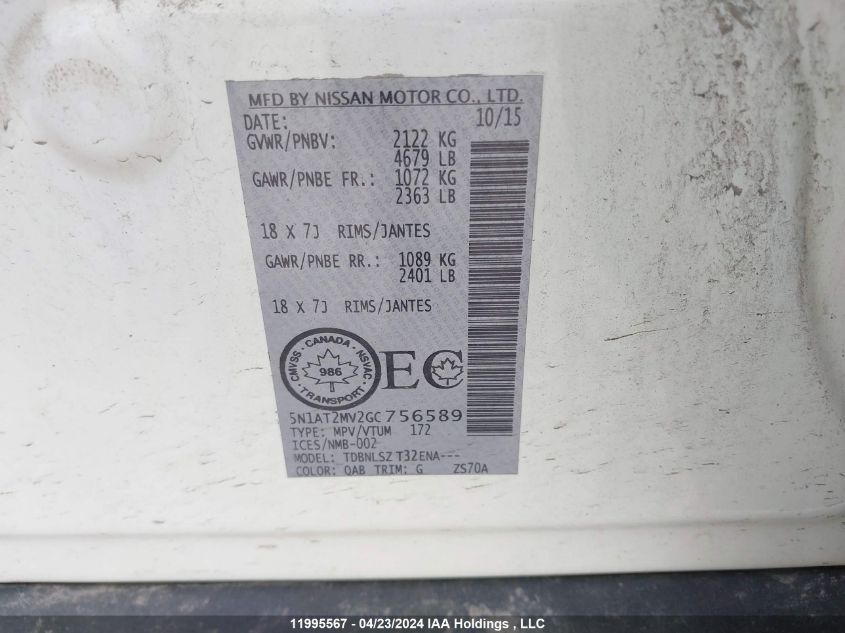 MFD BY NISSAN MOTOR CO., LTD.
DATE: 10/15
GVWR/PNBV: 2122 KG
4679 LB
GAWR/PNBE FR.: 1072 KG
2363 LB
18 X 7J RIMS/JANTES
GAWR/PNBE RR.: 1089 KG
2401 LB
18 X 7J RIMS/JANTES
CMVSS · CANADA · NSVAC · TRANSPORT ·
986
EC
5N1AT2MV2GC756589
TYPE: MPV/VTUM 172
ICES/NMB-002
MODEL: TDBNLSZ T32ENA---
COLOR: QAB TRIM: G ZS70A
11995567 - 04/23/2024 IAA Holdings , LLC